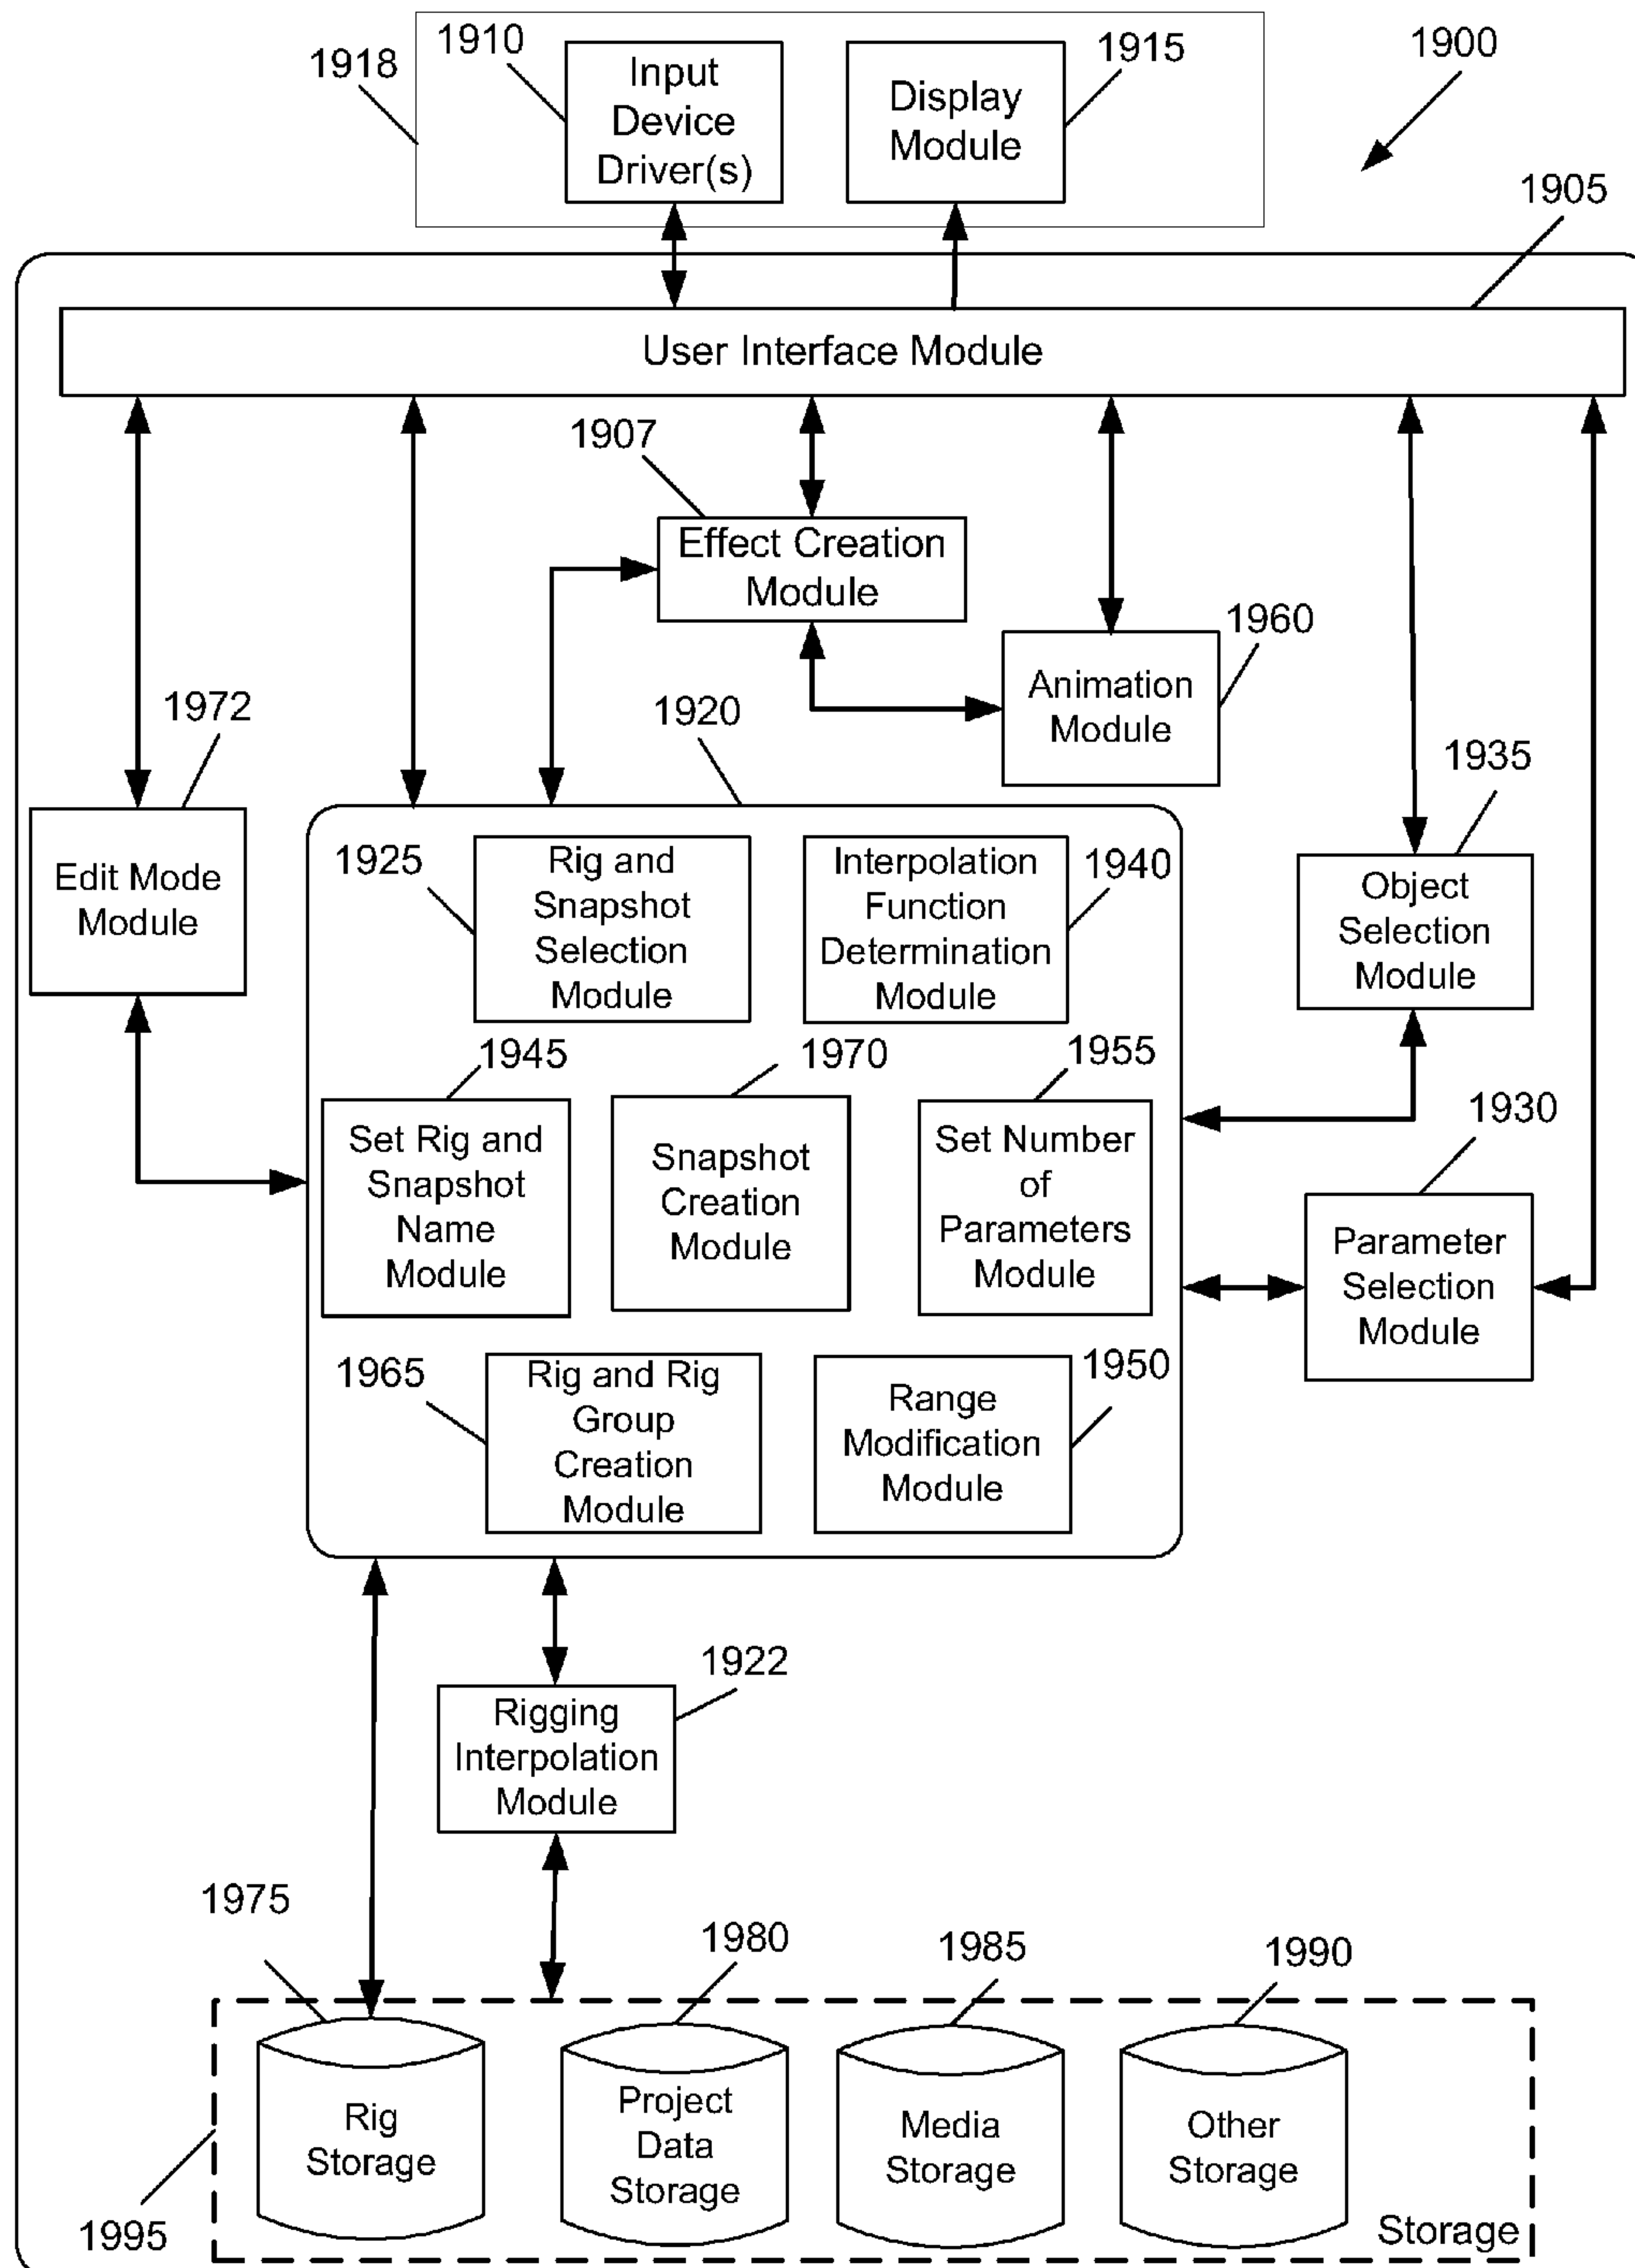 1918
1910
Input
Device
Driver(s)
Display
Module
1915
1900
1905
User Interface Module
1907
Effect Creation
Module
1960
Animation
Module
1972
Edit Mode
Module
1920
1935
Object
Selection
Module
1925
Rig and
Snapshot
Selection
Module
Interpolation
Function
Determination
Module
1940
1945
Set Rig and
Snapshot
Name
Module
1970
Snapshot
Creation
Module
1955
Set Number
of
Parameters
Module
1930
Parameter
Selection
Module
1965
Rig and Rig
Group
Creation
Module
Range
Modification
Module
1950
1922
Rigging
Interpolation
Module
1975
Rig
Storage
1980
Project
Data
Storage
1985
Media
Storage
1990
Other
Storage
1995
Storage